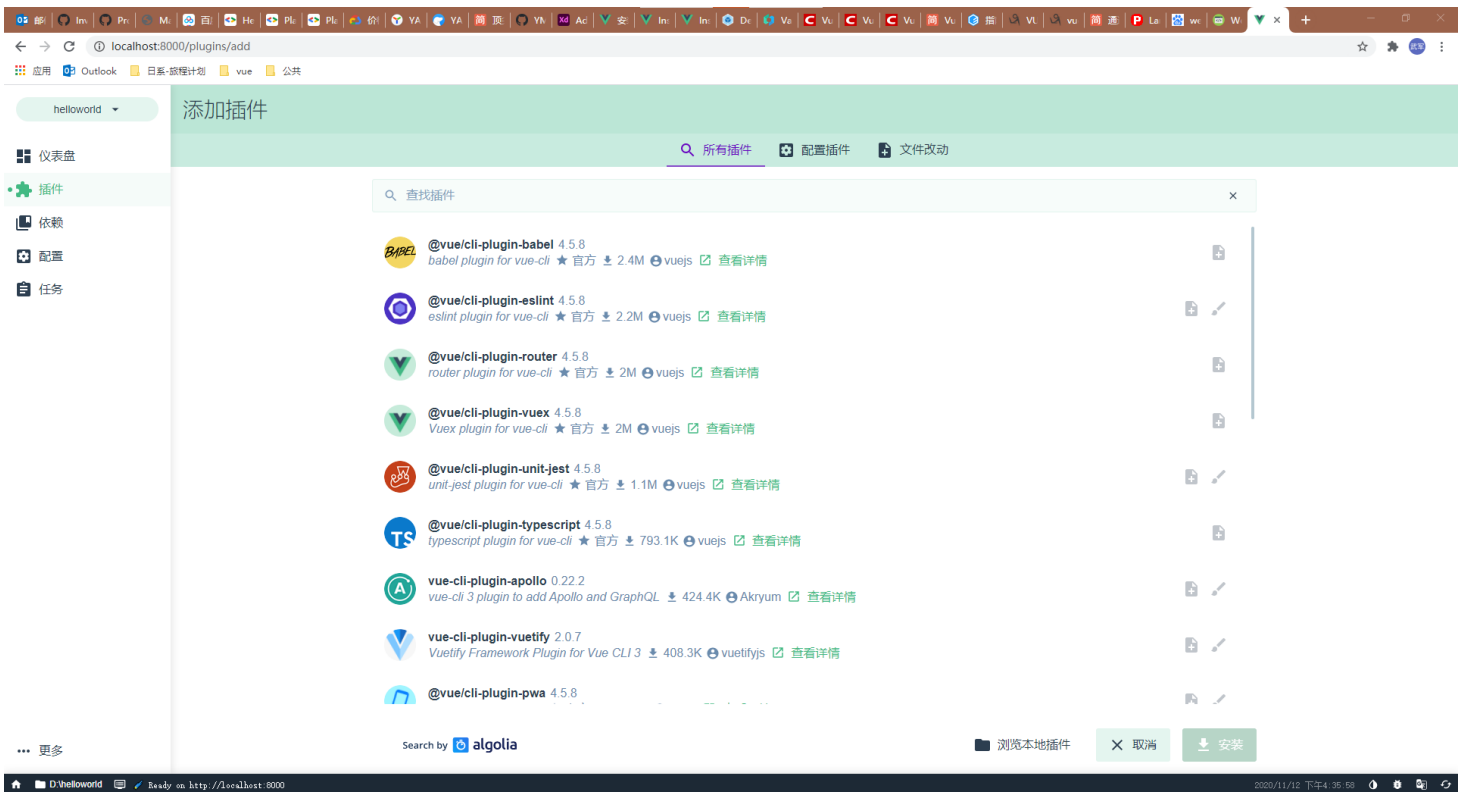 localhost:8000/plugins/add
应用 Outlook 日系-旅程计划 vue 公共
helloworld
添加插件
所有插件 配置插件 文件改动
仪表盘
插件
依赖
配置
任务
查找插件
@vue/cli-plugin-babel 4.5.8
babel plugin for vue-cli 官方 2.4M vuejs 查看详情
@vue/cli-plugin-eslint 4.5.8
eslint plugin for vue-cli 官方 2.2M vuejs 查看详情
@vue/cli-plugin-router 4.5.8
router plugin for vue-cli 官方 2M vuejs 查看详情
@vue/cli-plugin-vuex 4.5.8
Vuex plugin for vue-cli 官方 2M vuejs 查看详情
@vue/cli-plugin-unit-jest 4.5.8
unit-jest plugin for vue-cli 官方 1.1M vuejs 查看详情
@vue/cli-plugin-typescript 4.5.8
typescript plugin for vue-cli 官方 793.1K vuejs 查看详情
vue-cli-plugin-apollo 0.22.2
vue-cli 3 plugin to add Apollo and GraphQL 424.4K Akryum 查看详情
vue-cli-plugin-vuetify 2.0.7
Vuetify Framework Plugin for Vue CLI 3 408.3K vuetifyjs 查看详情
@vue/cli-plugin-pwa 4.5.8
更多
Search by algolia
浏览本地插件 取消 安装
D:\helloworld Ready on http://localhost:8000
2020/11/12 下午4:35:58